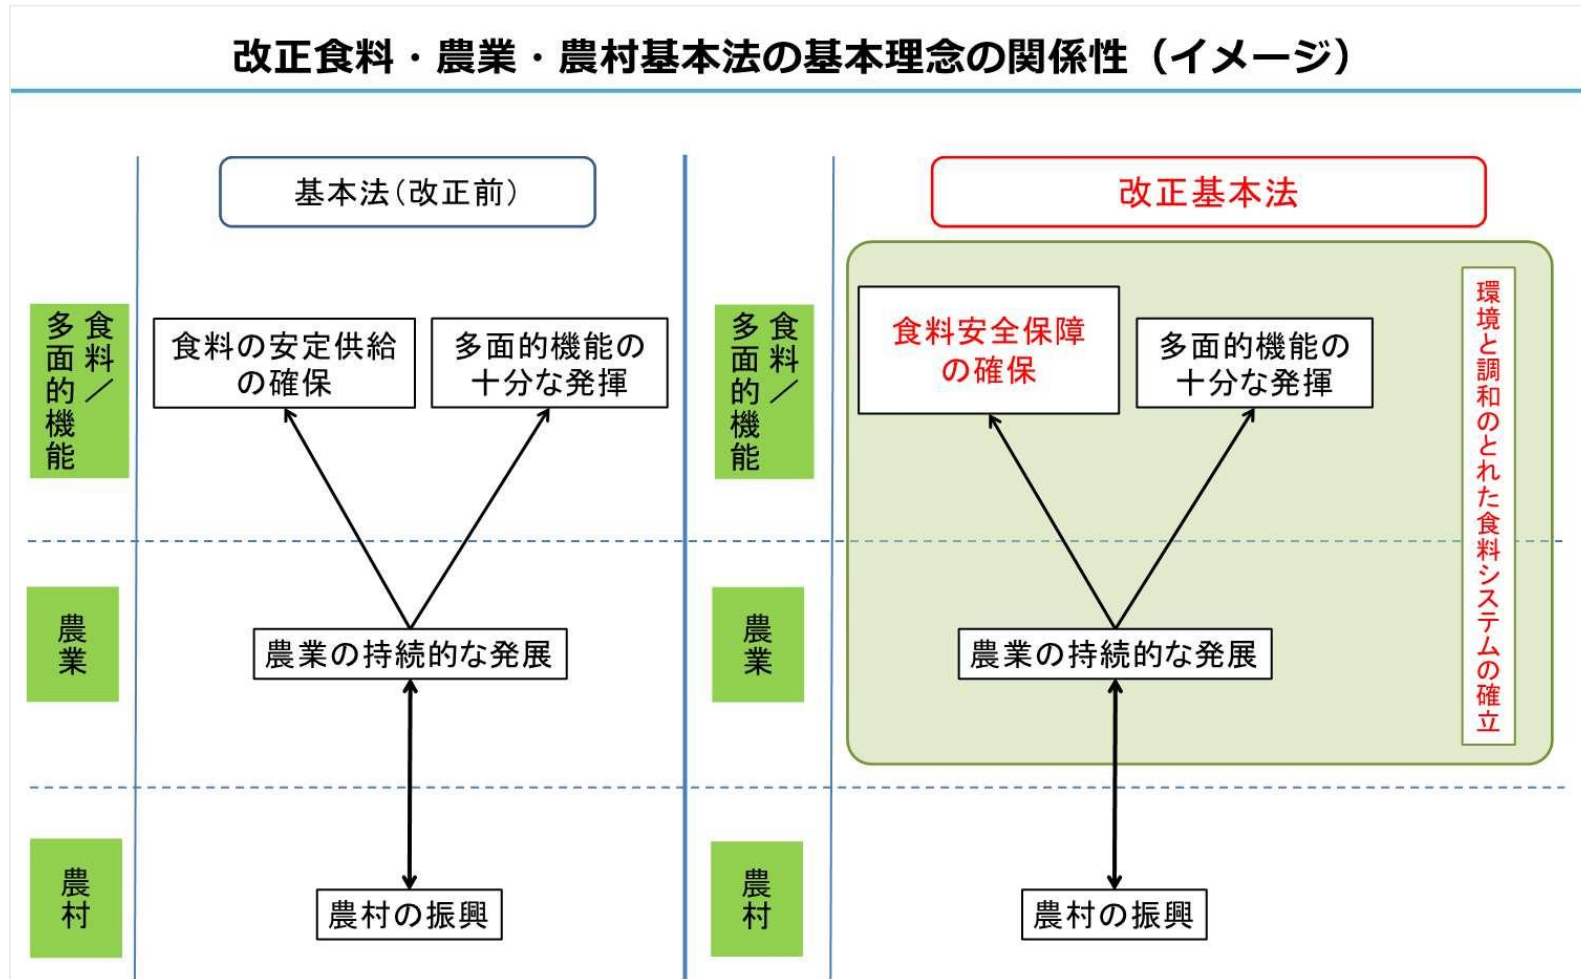 改正食料・農業・農村基本法の基本理念の関係性（イメージ）
基本法（改正前）
食料／
多面的機能
食料の安定供給
の確保
多面的機能の
十分な発揮
農業
農業の持続的な発展
農村
農村の振興
改正基本法
食料／
多面的機能
食料安全保障
の確保
多面的機能の
十分な発揮
環境と調和のとれた食料システムの確立
農業
農業の持続的な発展
農村
農村の振興